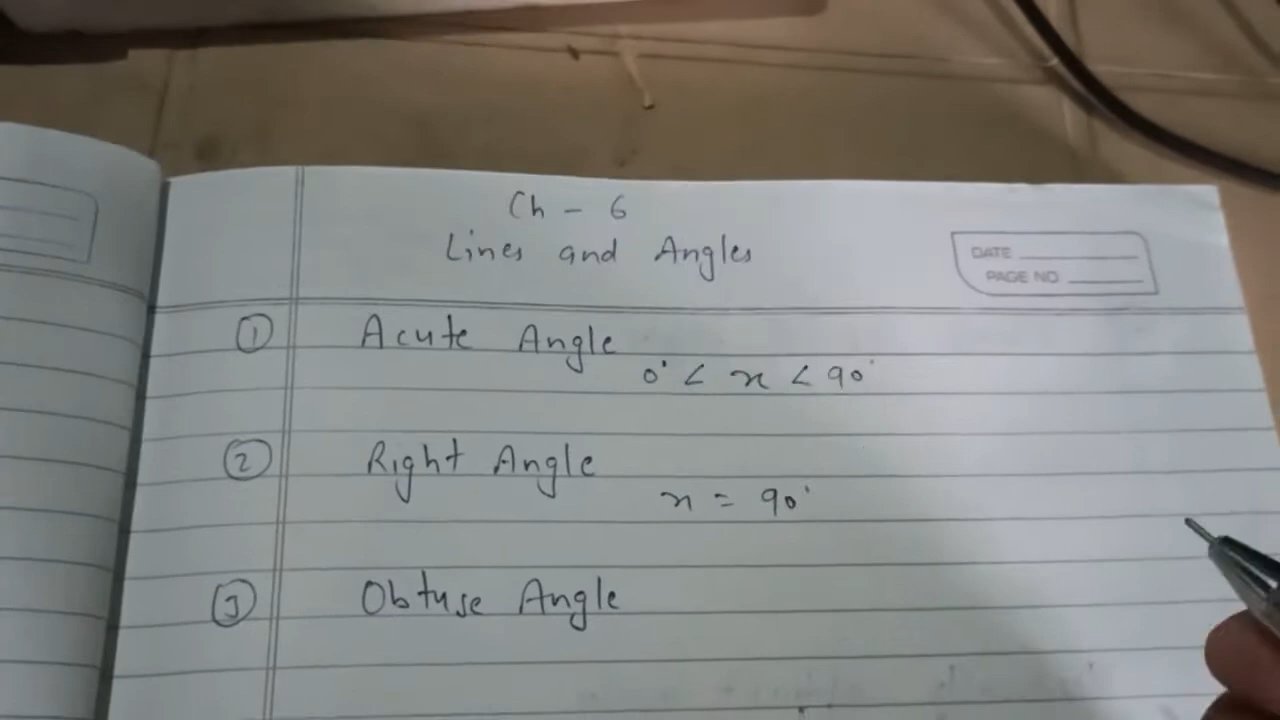 Ch - 6
Lines and Angles
DATE
PAGE NO
① Acute Angle
0° < x < 90°
② Right Angle
x = 90°
③ Obtuse Angle